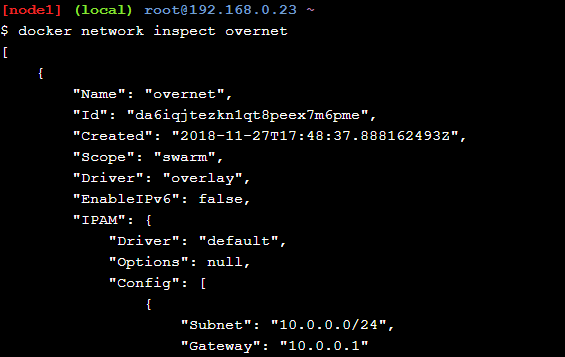 [node1] (local) root@192.168.0.23 ~
$ docker network inspect overnet
[
    {
        "Name": "overnet",
        "Id": "da6iqjtezkn1qt8peex7m6pme",
        "Created": "2018-11-27T17:48:37.888162493Z",
        "Scope": "swarm",
        "Driver": "overlay",
        "EnableIPv6": false,
        "IPAM": {
            "Driver": "default",
            "Options": null,
            "Config": [
                {
                    "Subnet": "10.0.0.0/24",
                    "Gateway": "10.0.0.1"